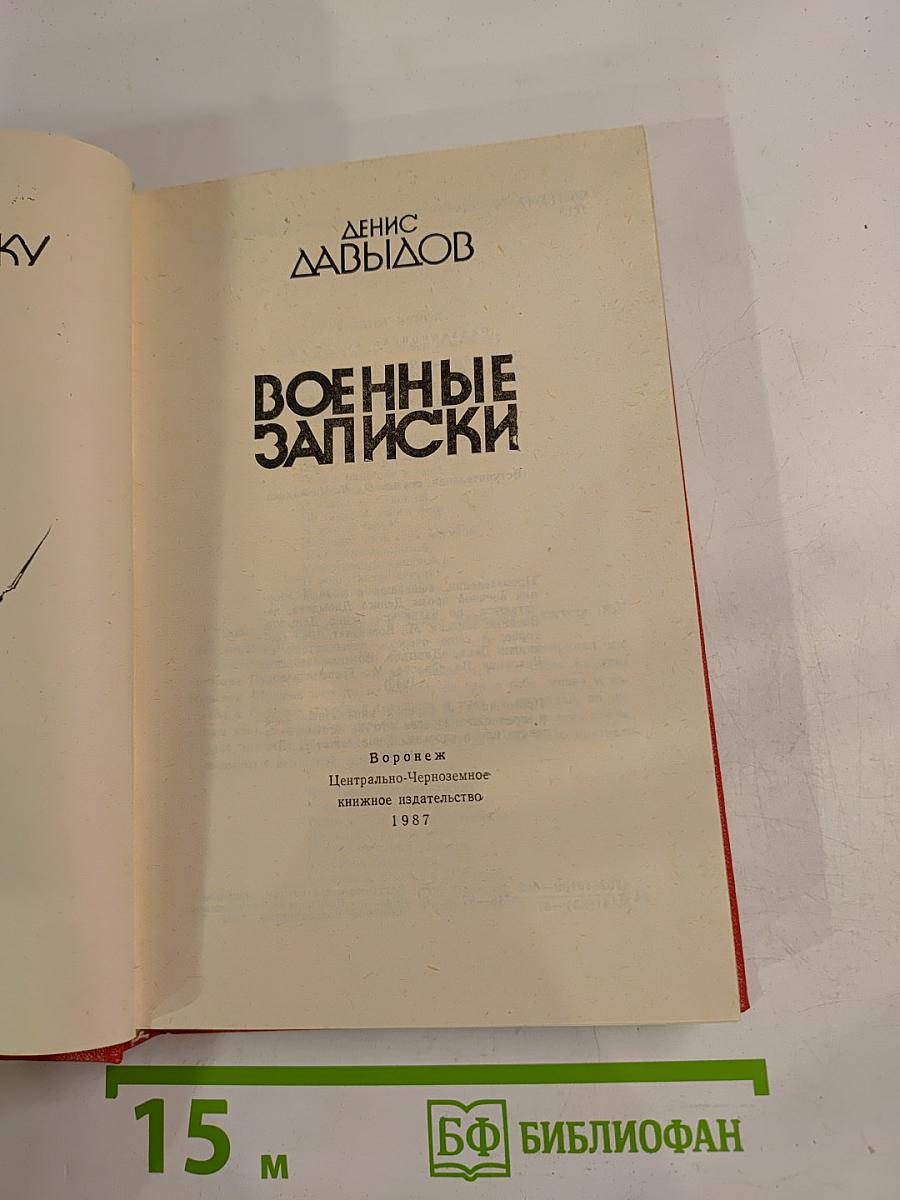 КУ
ДЕНИС
ДАВЫДОВ
ВОЕННЫЕ
ЗАПИСКИ
Воронеж
Центрально-Черноземное
книжное издательство
1987
15 м
БФ БИБЛИОФАН